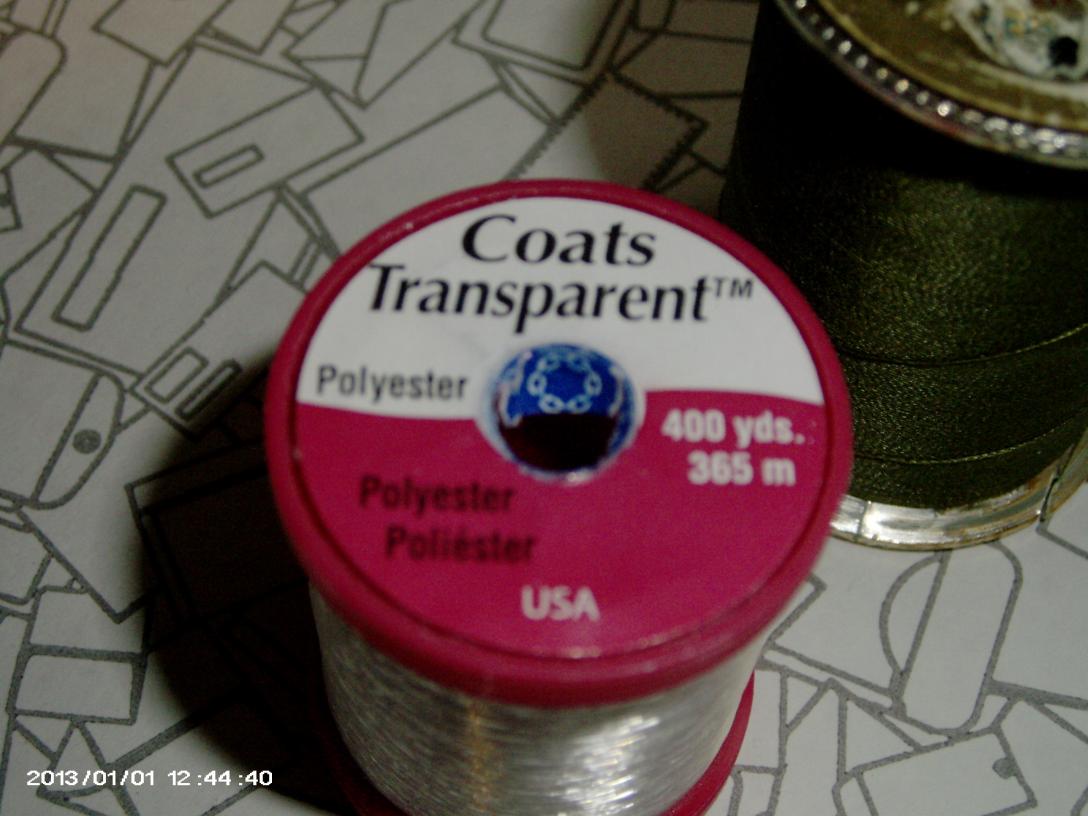 Coats
Transparent™
Polyester
400 yds.
365 m
Polyester
Poliéster
USA
2013/01/01 12:44:40